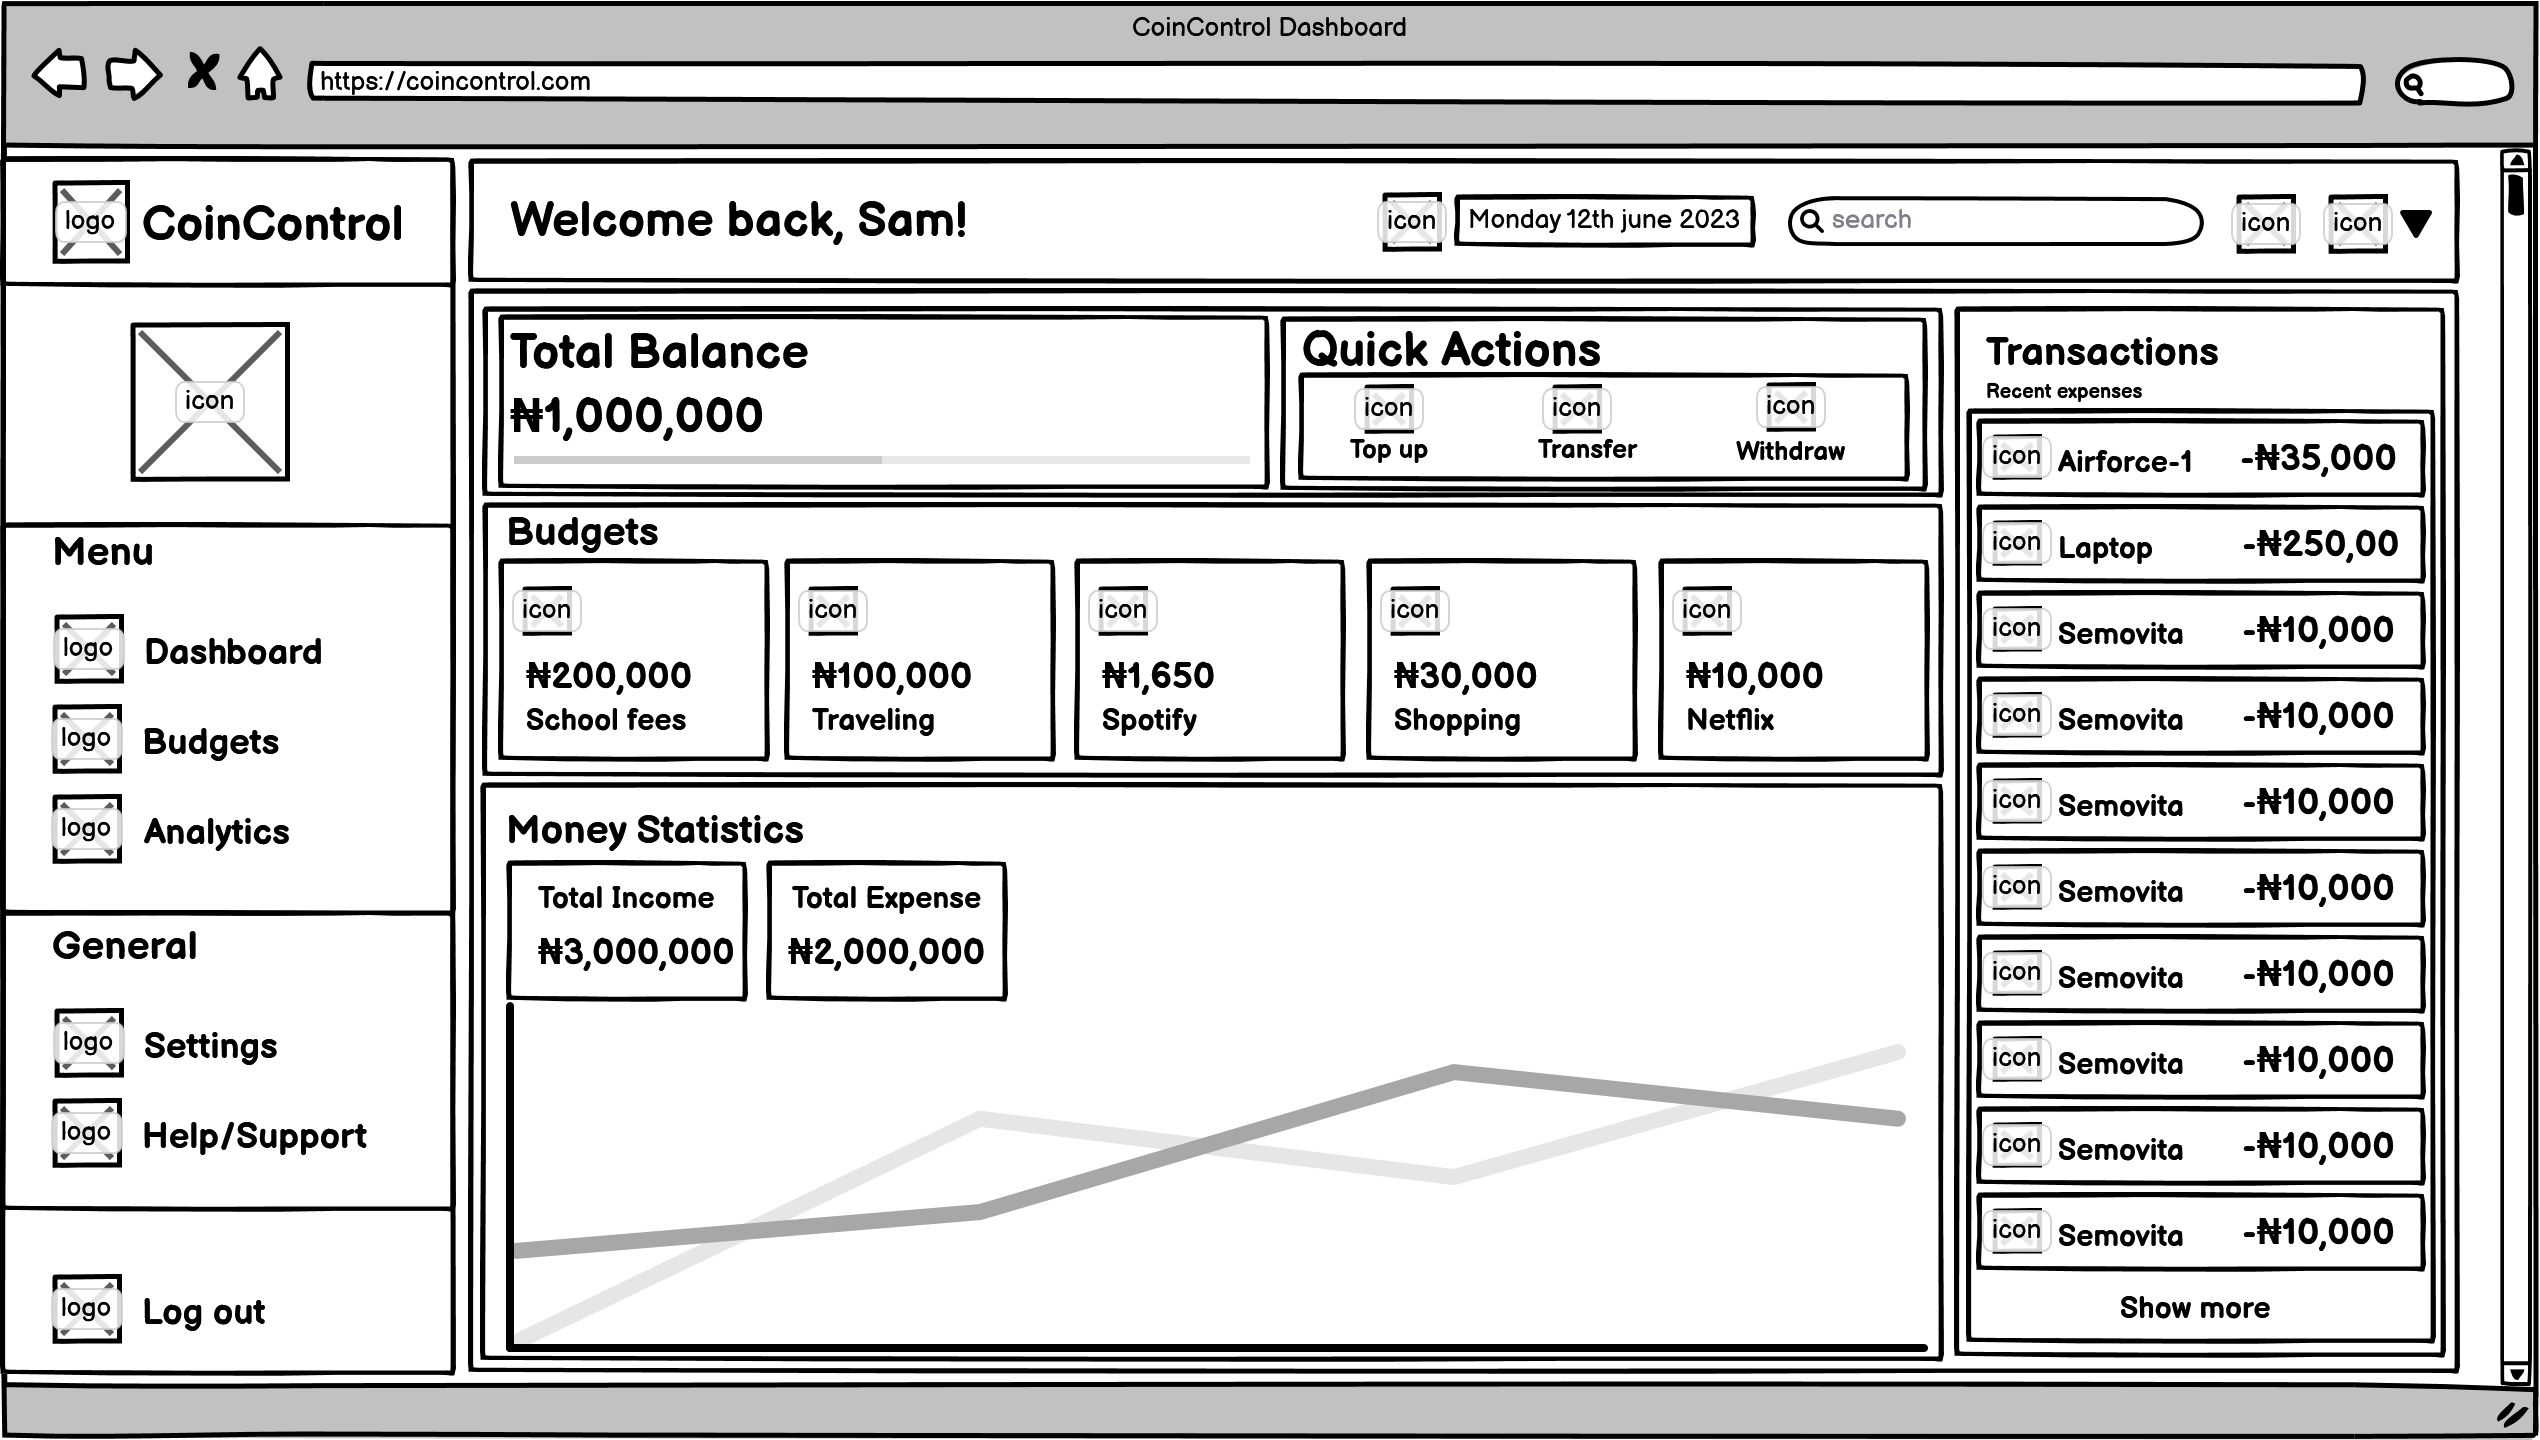 CoinControl Dashboard
https://coincontrol.com
logo CoinControl
icon
Menu
logo Dashboard
logo Budgets
logo Analytics
General
logo Settings
logo Help/Support
logo Log out
Welcome back, Sam!
icon Monday 12th june 2023
search
icon
icon
Total Balance
₦1,000,000
Quick Actions
icon
Top up
icon
Transfer
icon
Withdraw
Budgets
icon
₦200,000
School fees
icon
₦100,000
Traveling
icon
₦1,650
Spotify
icon
₦30,000
Shopping
icon
₦10,000
Netflix
Money Statistics
Total Income
₦3,000,000
Total Expense
₦2,000,000
Transactions
Recent expenses
icon Airforce-1 -₦35,000
icon Laptop -₦250,00
icon Semovita -₦10,000
icon Semovita -₦10,000
icon Semovita -₦10,000
icon Semovita -₦10,000
icon Semovita -₦10,000
icon Semovita -₦10,000
icon Semovita -₦10,000
icon Semovita -₦10,000
Show more